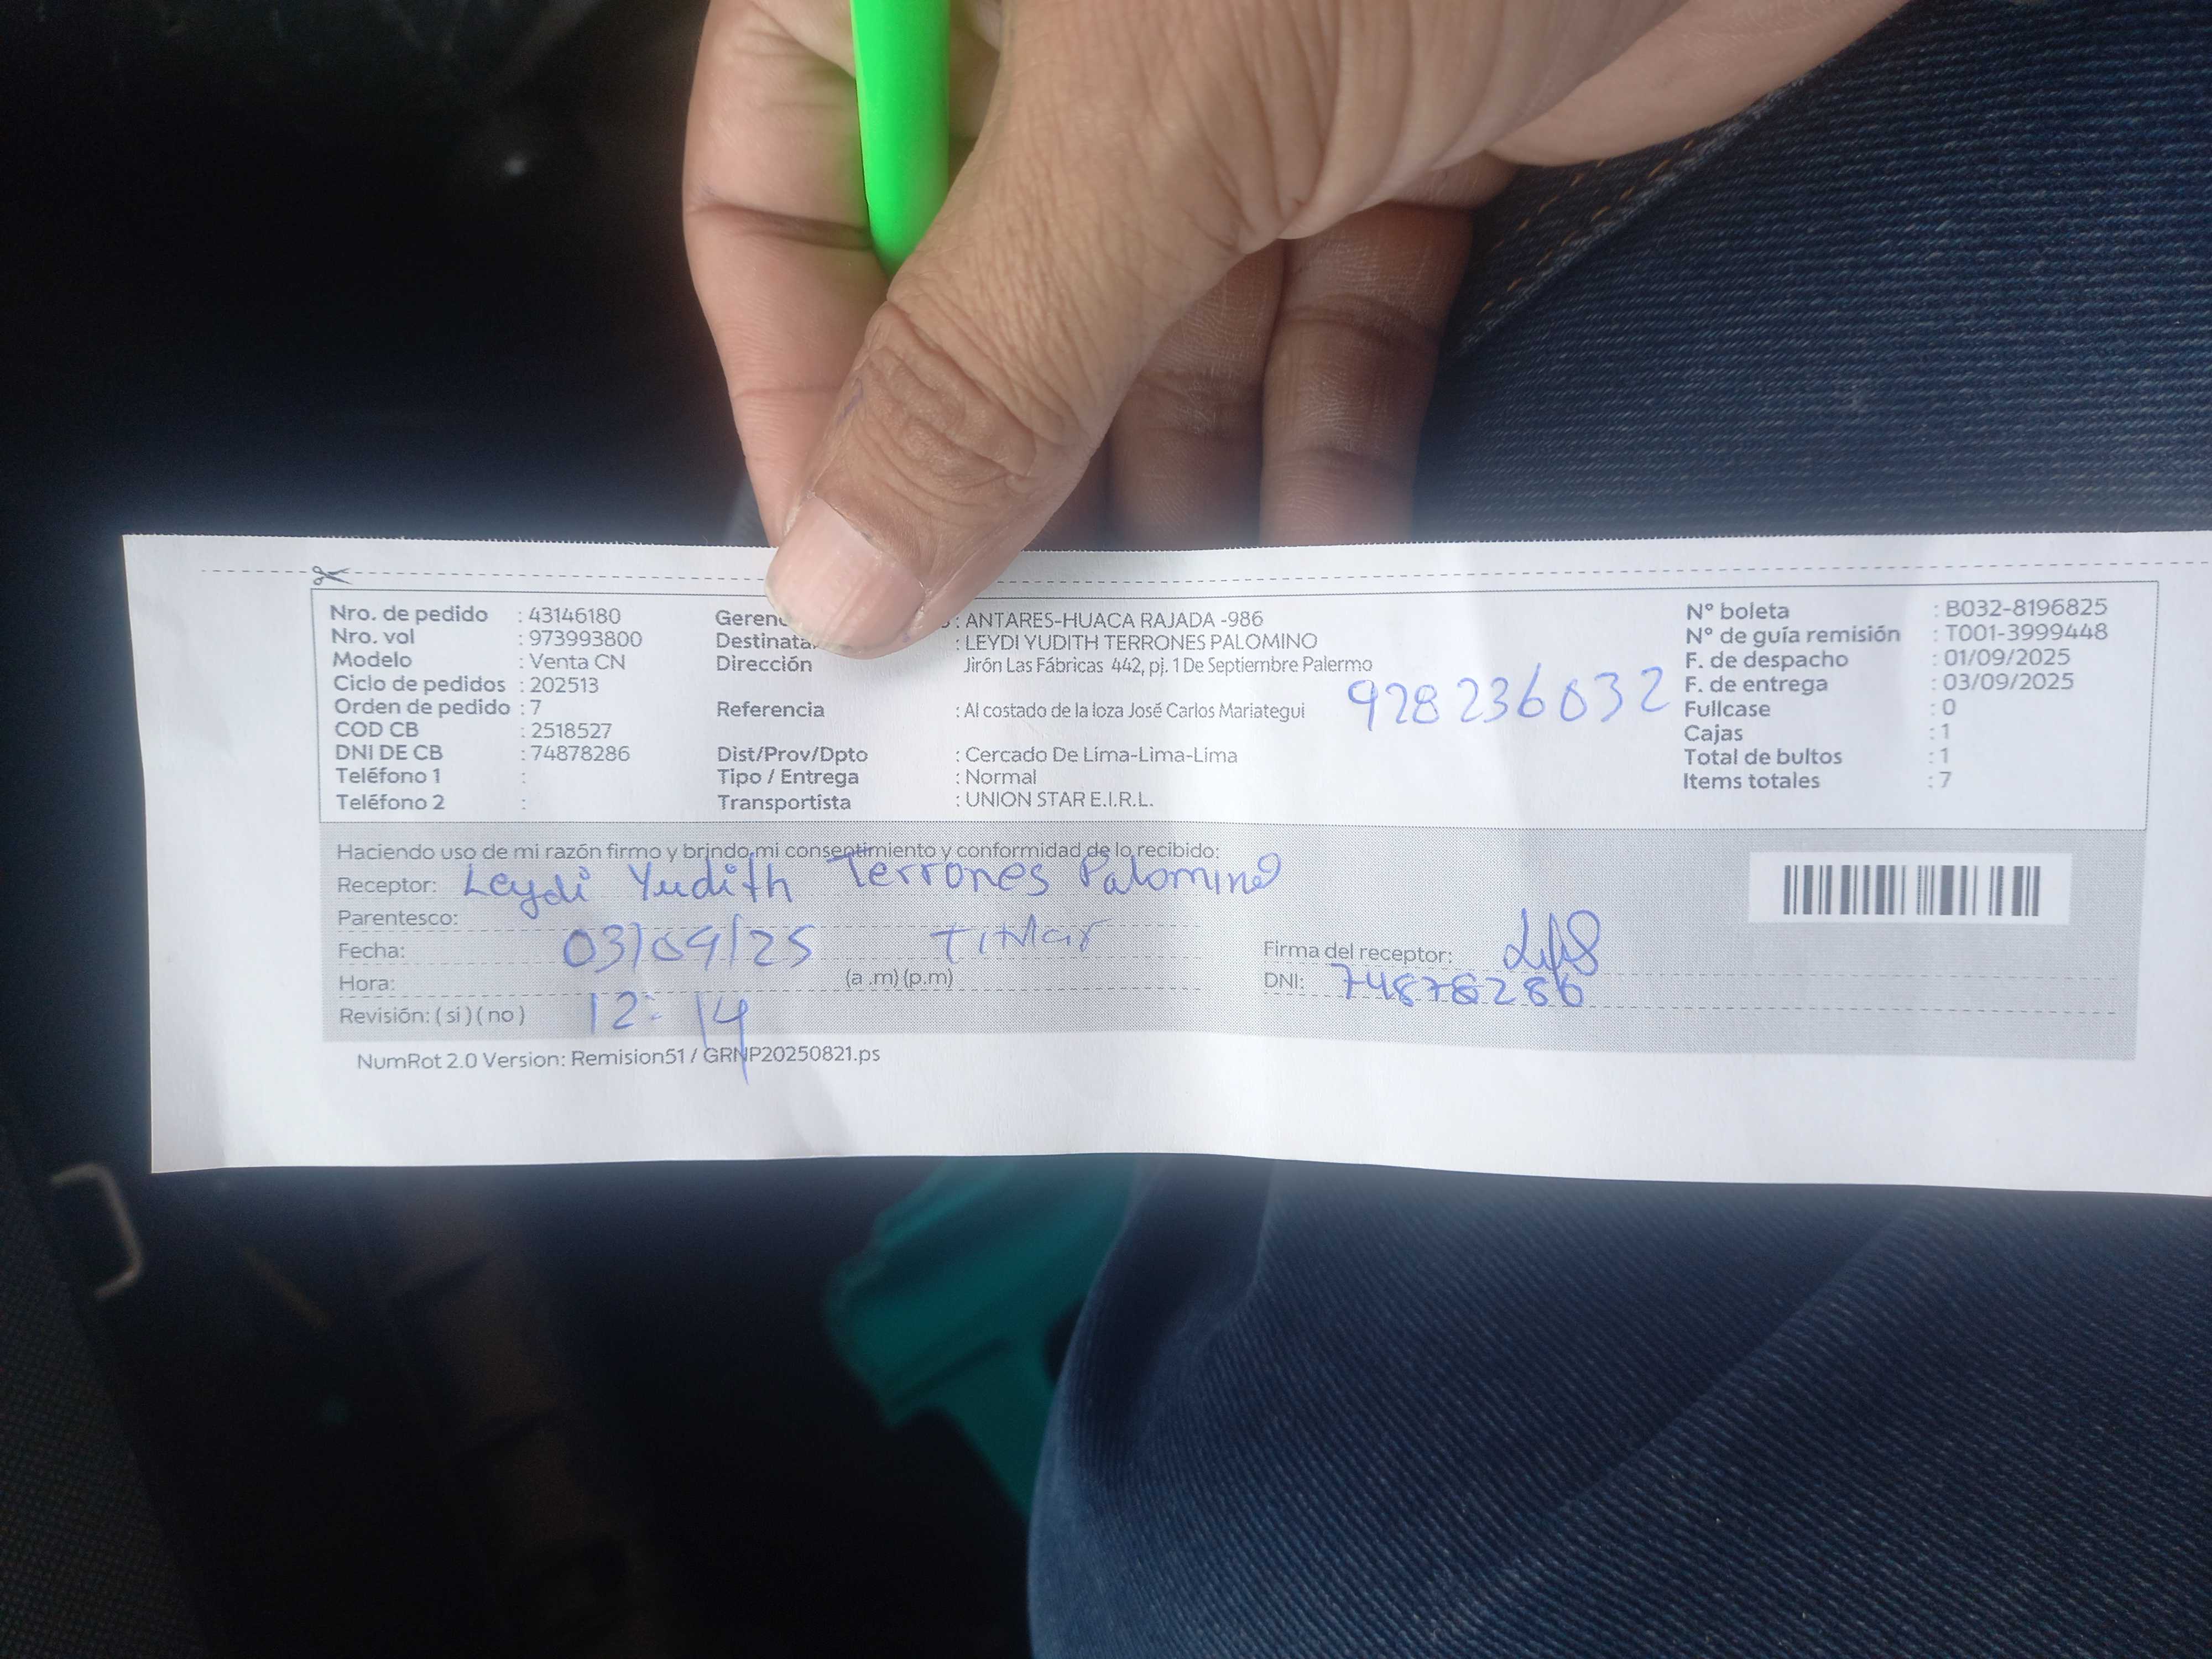 Nro. de pedido : 43146180
Nro. vol : 973993800
Modelo : Venta CN
Ciclo de pedidos : 202513
Orden de pedido : 7
COD CB : 2518527
DNI DE CB : 74878286
Teléfono 1 :
Teléfono 2 :
: ANTARES-HUACA RAJADA -986
: LEYDI YUDITH TERRONES PALOMINO
Dirección Jirón Las Fábricas 442, pj. 1 De Septiembre Palermo
928236032
Referencia : Al costado de la loza José Carlos Mariategui
Dist/Prov/Dpto : Cercado De Lima-Lima-Lima
Tipo / Entrega : Normal
Transportista : UNION STAR E.I.R.L.
N° boleta : B032-8196825
N° de guía remisión : T001-3999448
F. de despacho : 01/09/2025
F. de entrega : 03/09/2025
Fullcase : 0
Cajas : 1
Total de bultos : 1
Items totales : 7
Haciendo uso de mi razón firmo y brindo mi consentimiento y conformidad de lo recibido:
Receptor: Leydi Yudith Terrones Palomino
Parentesco: Titular
Fecha: 03/09/25
Hora: 12:14 (a .m) (p.m)
Revisión: ( si ) ( no )
Firma del receptor:
DNI: 74878286
NumRot 2.0 Version: Remision51 / GRNP20250821.ps